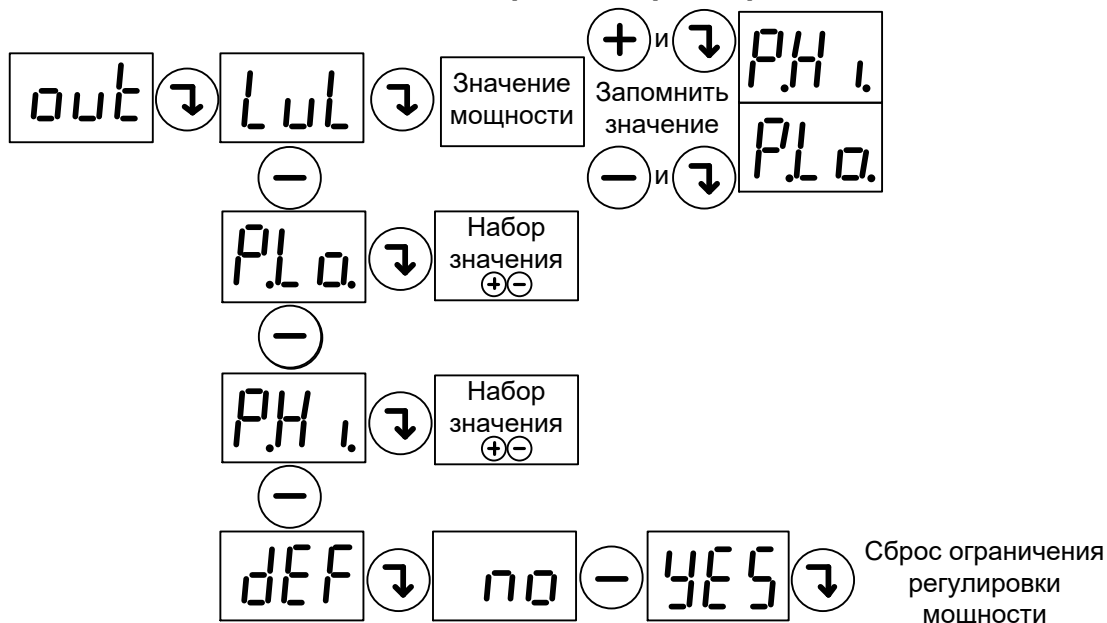 out
LuL
Значение
мощности
и
Запомнить
значение
и
P.H i.
P.L o.
P.L o.
Набор
значения
P.H i.
Набор
значения
dEF
no
YES
Сброс ограничения
регулировки
мощности